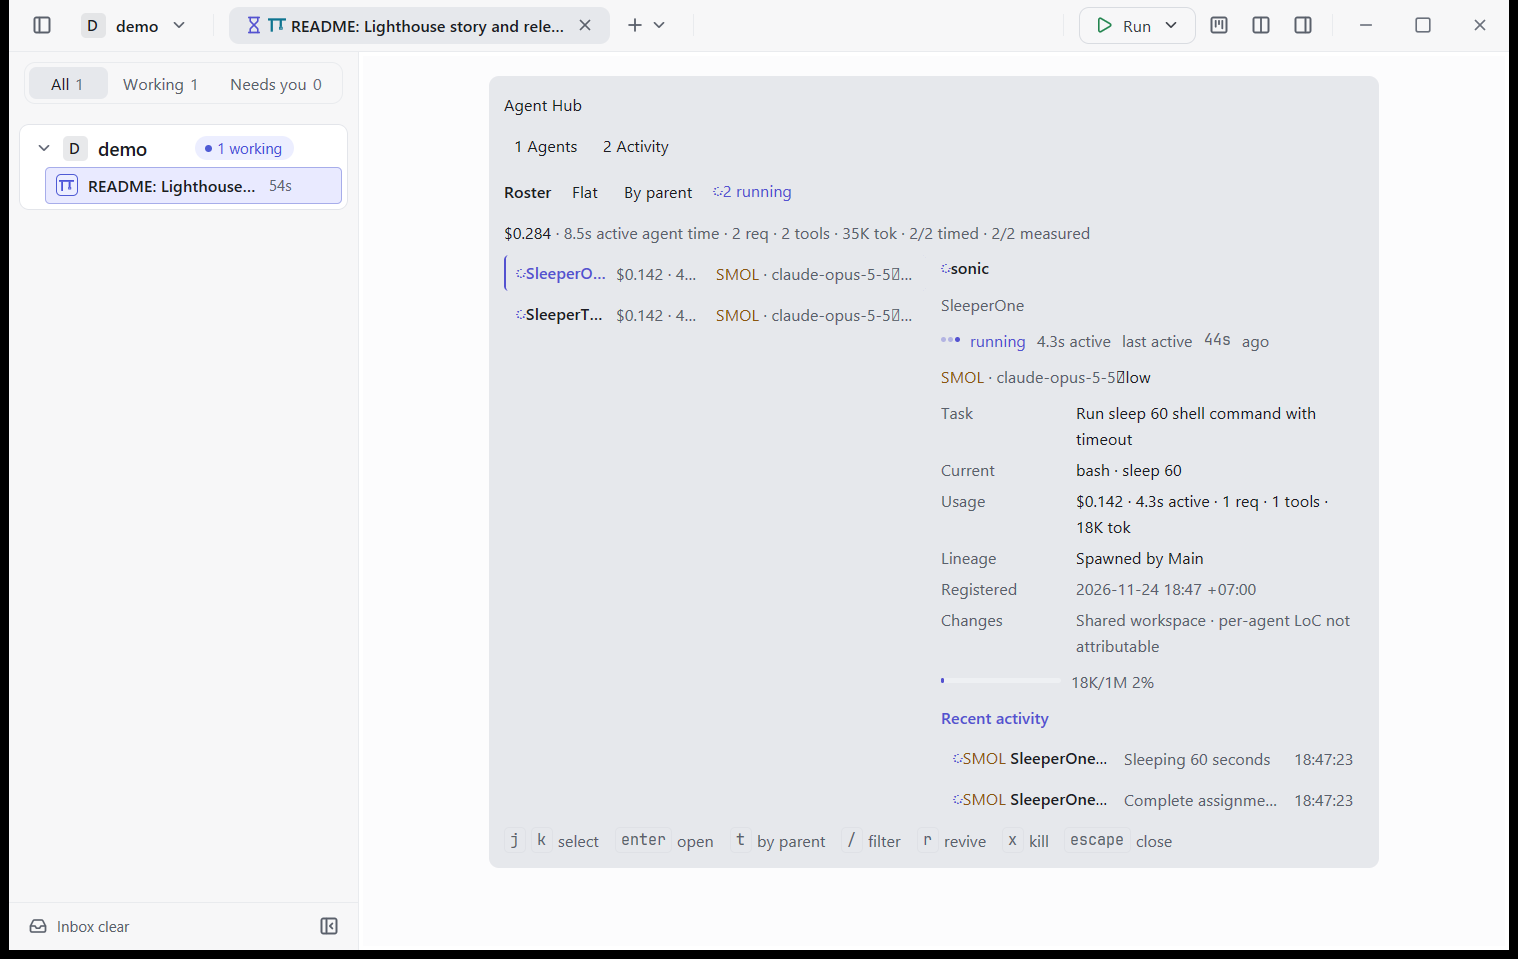 D demo
README: Lighthouse story and rele...
Run
All 1
Working 1
Needs you 0
D demo
1 working
README: Lighthouse...
54s
Agent Hub
1 Agents
2 Activity
Roster
Flat
By parent
2 running
$0.284 · 8.5s active agent time · 2 req · 2 tools · 35K tok · 2/2 timed · 2/2 measured
SleeperO... $0.142 · 4... SMOL · claude-opus-5-5...
SleeperT... $0.142 · 4... SMOL · claude-opus-5-5...
sonic
SleeperOne
running 4.3s active last active 44s ago
SMOL · claude-opus-5-5 low
Task
Run sleep 60 shell command with
timeout
Current
bash · sleep 60
Usage
$0.142 · 4.3s active · 1 req · 1 tools ·
18K tok
Lineage
Spawned by Main
Registered
2026-11-24 18:47 +07:00
Changes
Shared workspace · per-agent LoC not
attributable
18K/1M 2%
Recent activity
SMOL SleeperOne... Sleeping 60 seconds 18:47:23
SMOL SleeperOne... Complete assignme... 18:47:23
j k select enter open t by parent / filter r revive x kill escape close
Inbox clear